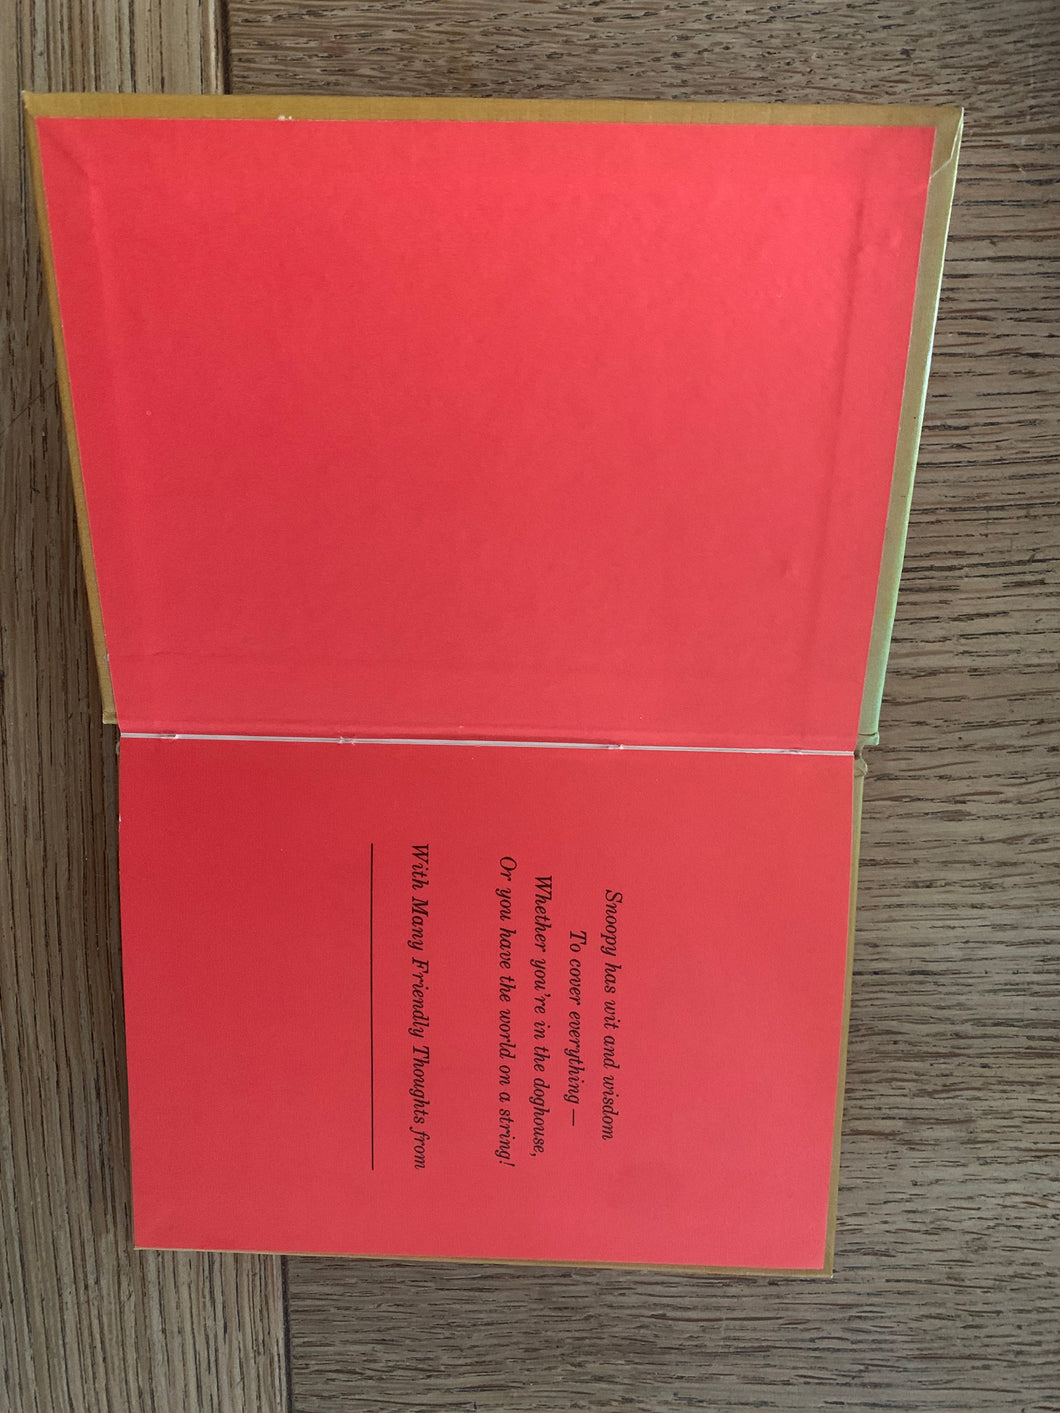 Snoopy has wit and wisdom
To cover everything —
Whether you're in the doghouse,
Or you have the world on a string!
With Many Friendly Thoughts from